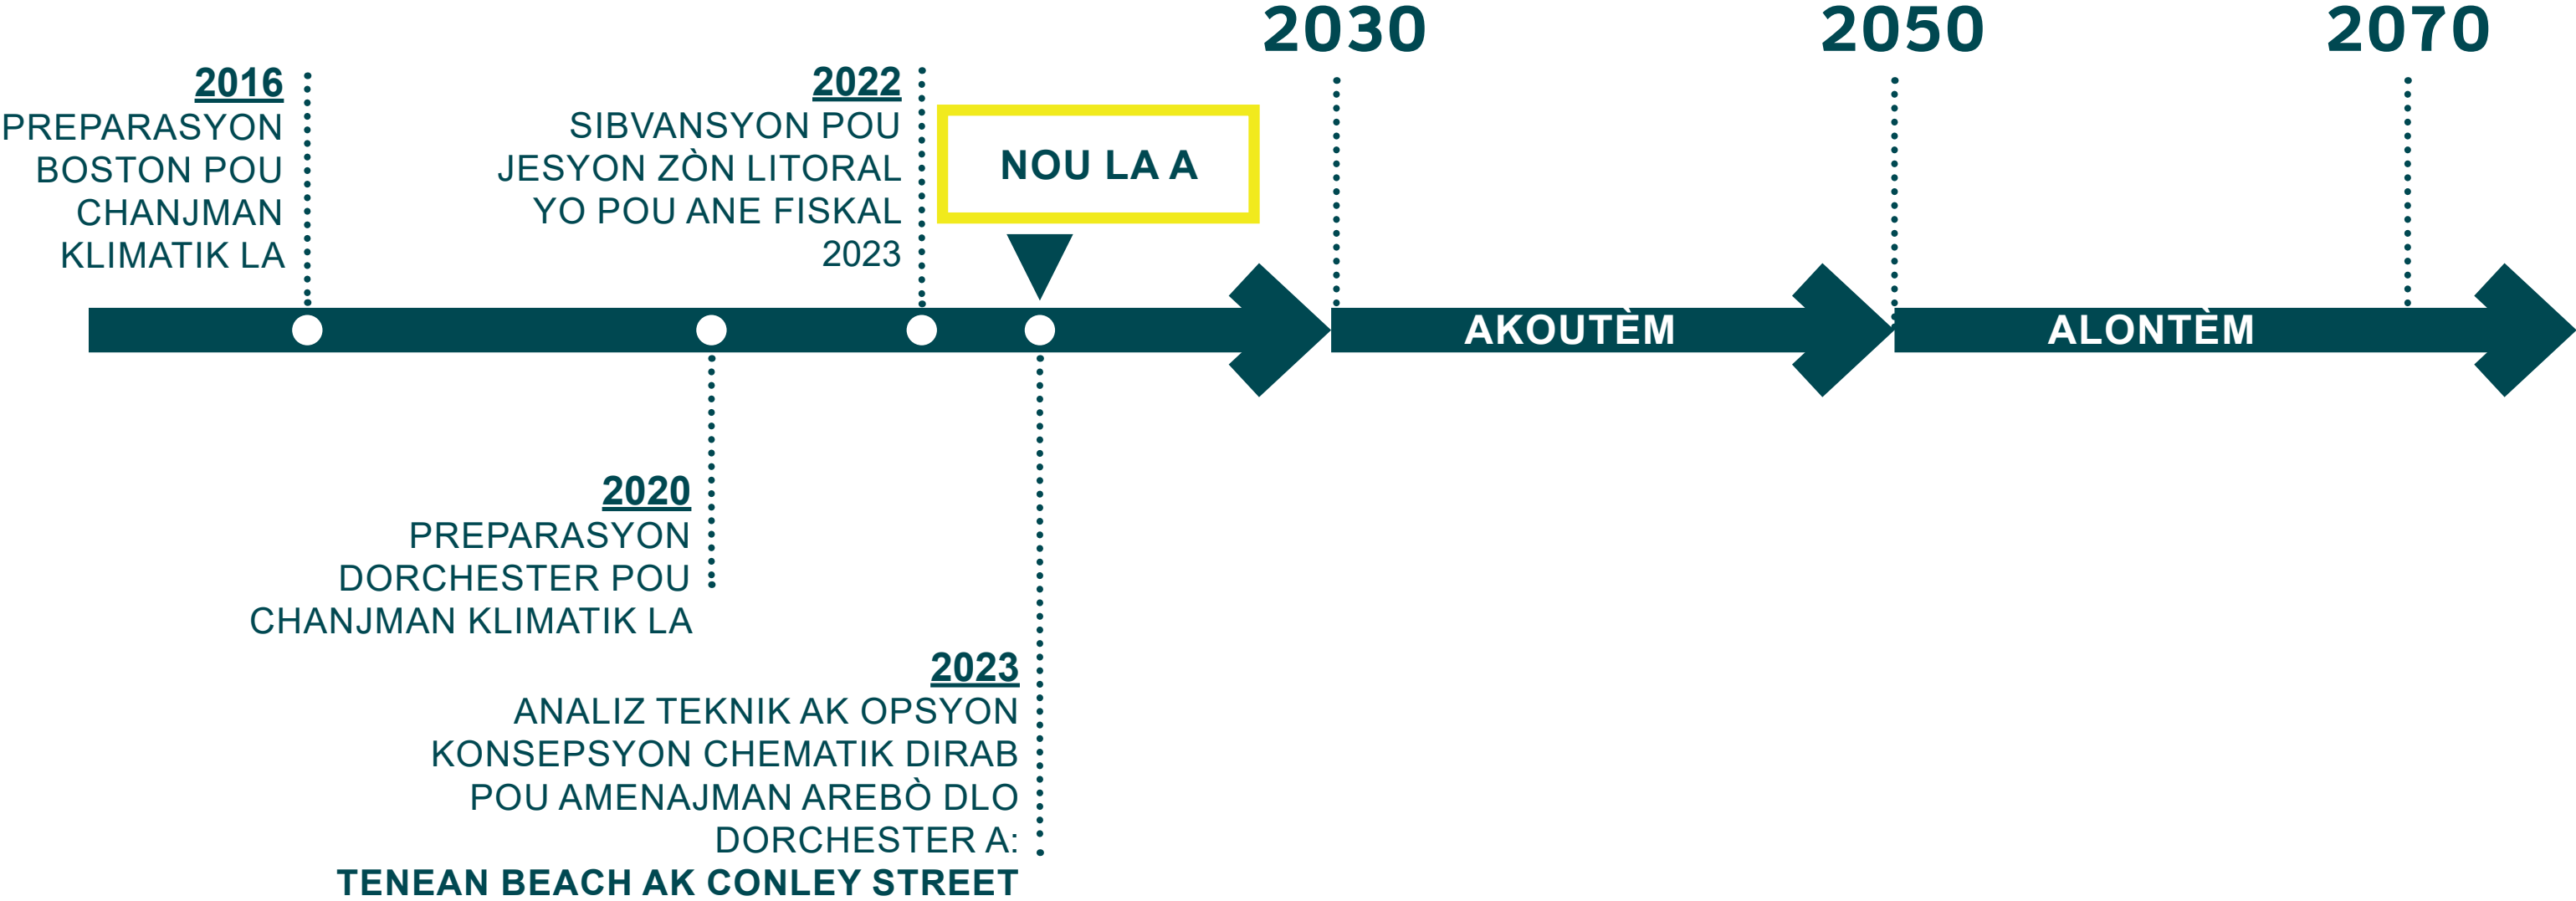 2016
PREPARASYON
BOSTON POU
CHANJMAN
KLIMATIK LA
2022
SIBVANSYON POU
JESYON ZÒN LITORAL
YO POU ANE FISKAL
2023
NOU LA A
2030
2050
2070
AKOUTÈM
ALONTÈM
2020
PREPARASYON
DORCHESTER POU
CHANJMAN KLIMATIK LA
2023
ANALIZ TEKNIK AK OPSYON
KONSEPSYON CHEMATIK DIRAB
POU AMENAJMAN AREBÒ DLO
DORCHESTER A:
TENEAN BEACH AK CONLEY STREET